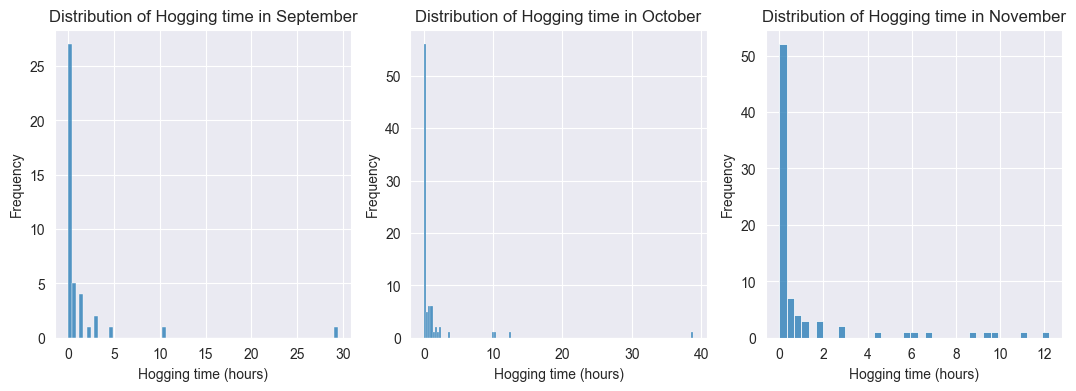 Distribution of Hogging time in September
25
20
15
10
5
0
Frequency
0 5 10 15 20 25 30
Hogging time (hours)
Distribution of Hogging time in October
50
40
30
20
10
0
Frequency
0 10 20 30 40
Hogging time (hours)
Distribution of Hogging time in November
50
40
30
20
10
0
Frequency
0 2 4 6 8 10 12
Hogging time (hours)